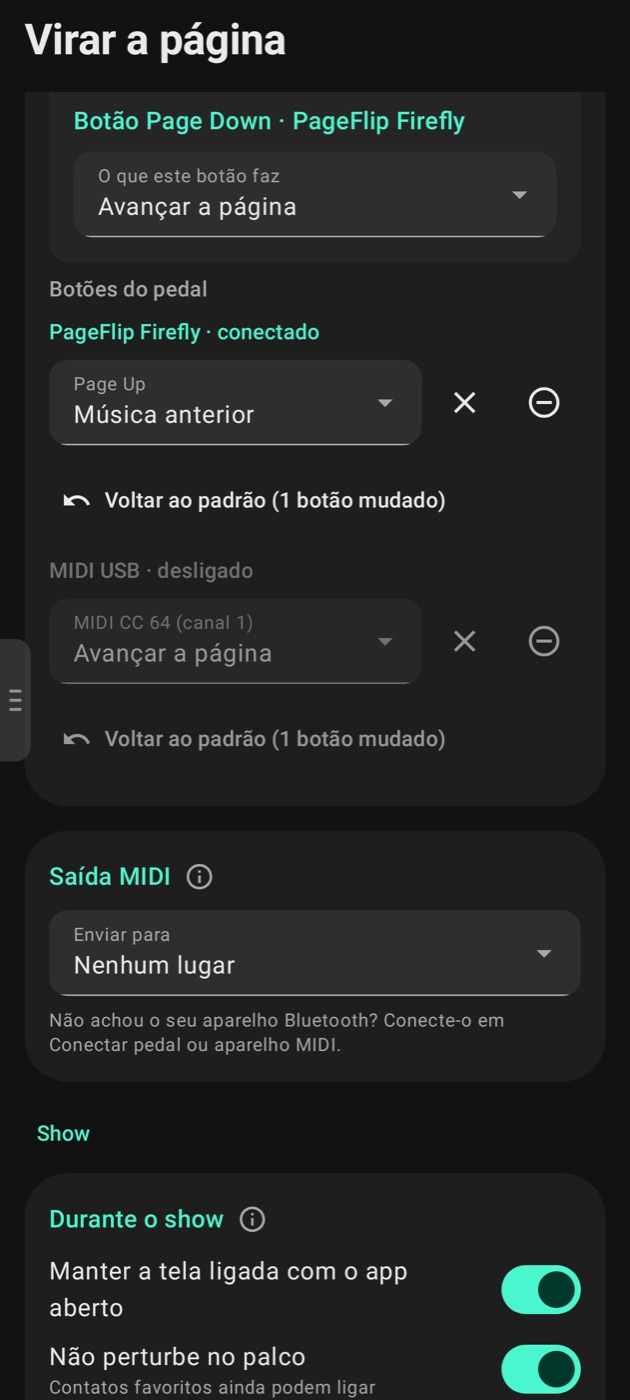 Virar a página
Botão Page Down · PageFlip Firefly
O que este botão faz
Avançar a página
Botões do pedal
PageFlip Firefly · conectado
Page Up
Música anterior
Voltar ao padrão (1 botão mudado)
MIDI USB · desligado
MIDI CC 64 (canal 1)
Avançar a página
Voltar ao padrão (1 botão mudado)
Saída MIDI
Enviar para
Nenhum lugar
Não achou o seu aparelho Bluetooth? Conecte-o em
Conectar pedal ou aparelho MIDI.
Show
Durante o show
Manter a tela ligada com o app
aberto
Não perturbe no palco
Contatos favoritos ainda podem ligar